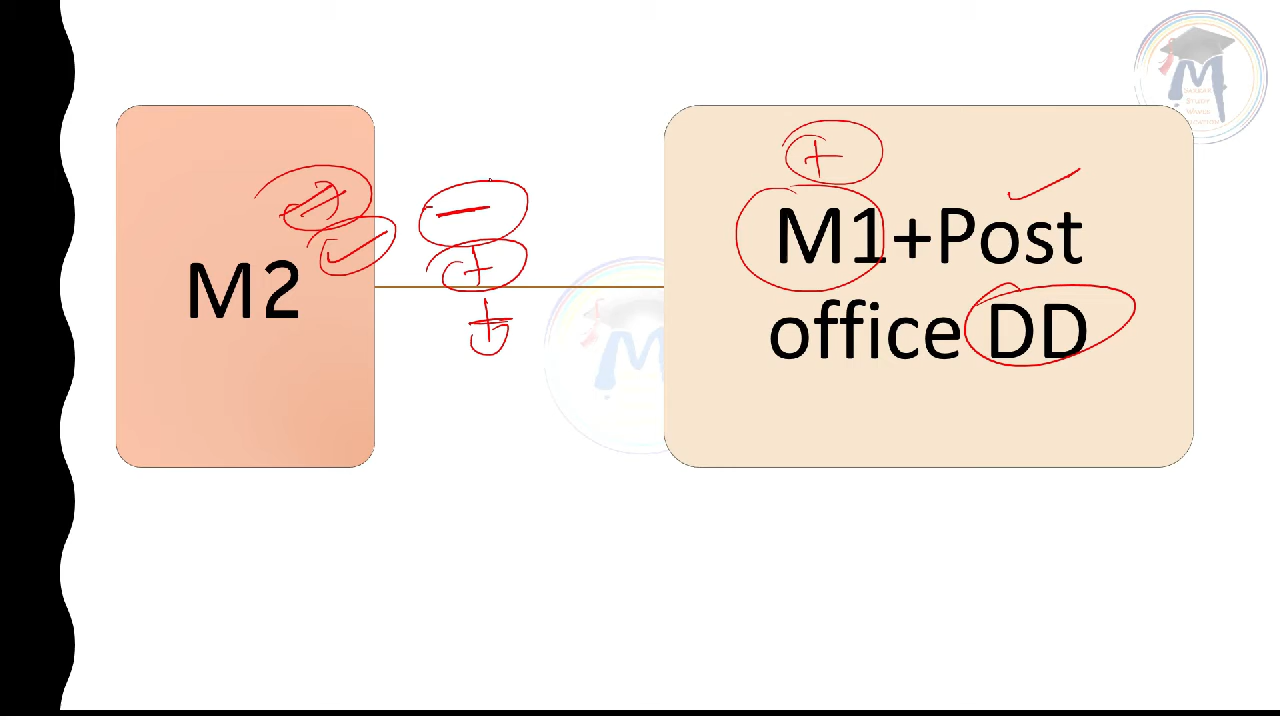 M2
+
M1+Post
office DD
-
+
+